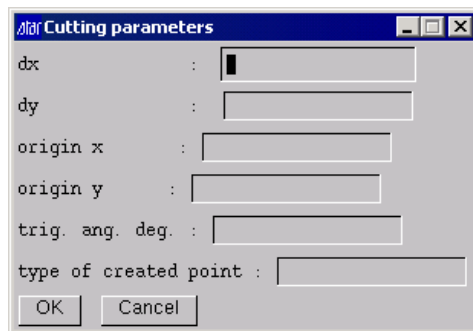 Cutting parameters
dx :
dy :
origin x :
origin y :
trig. ang. deg. :
type of created point :
OK Cancel